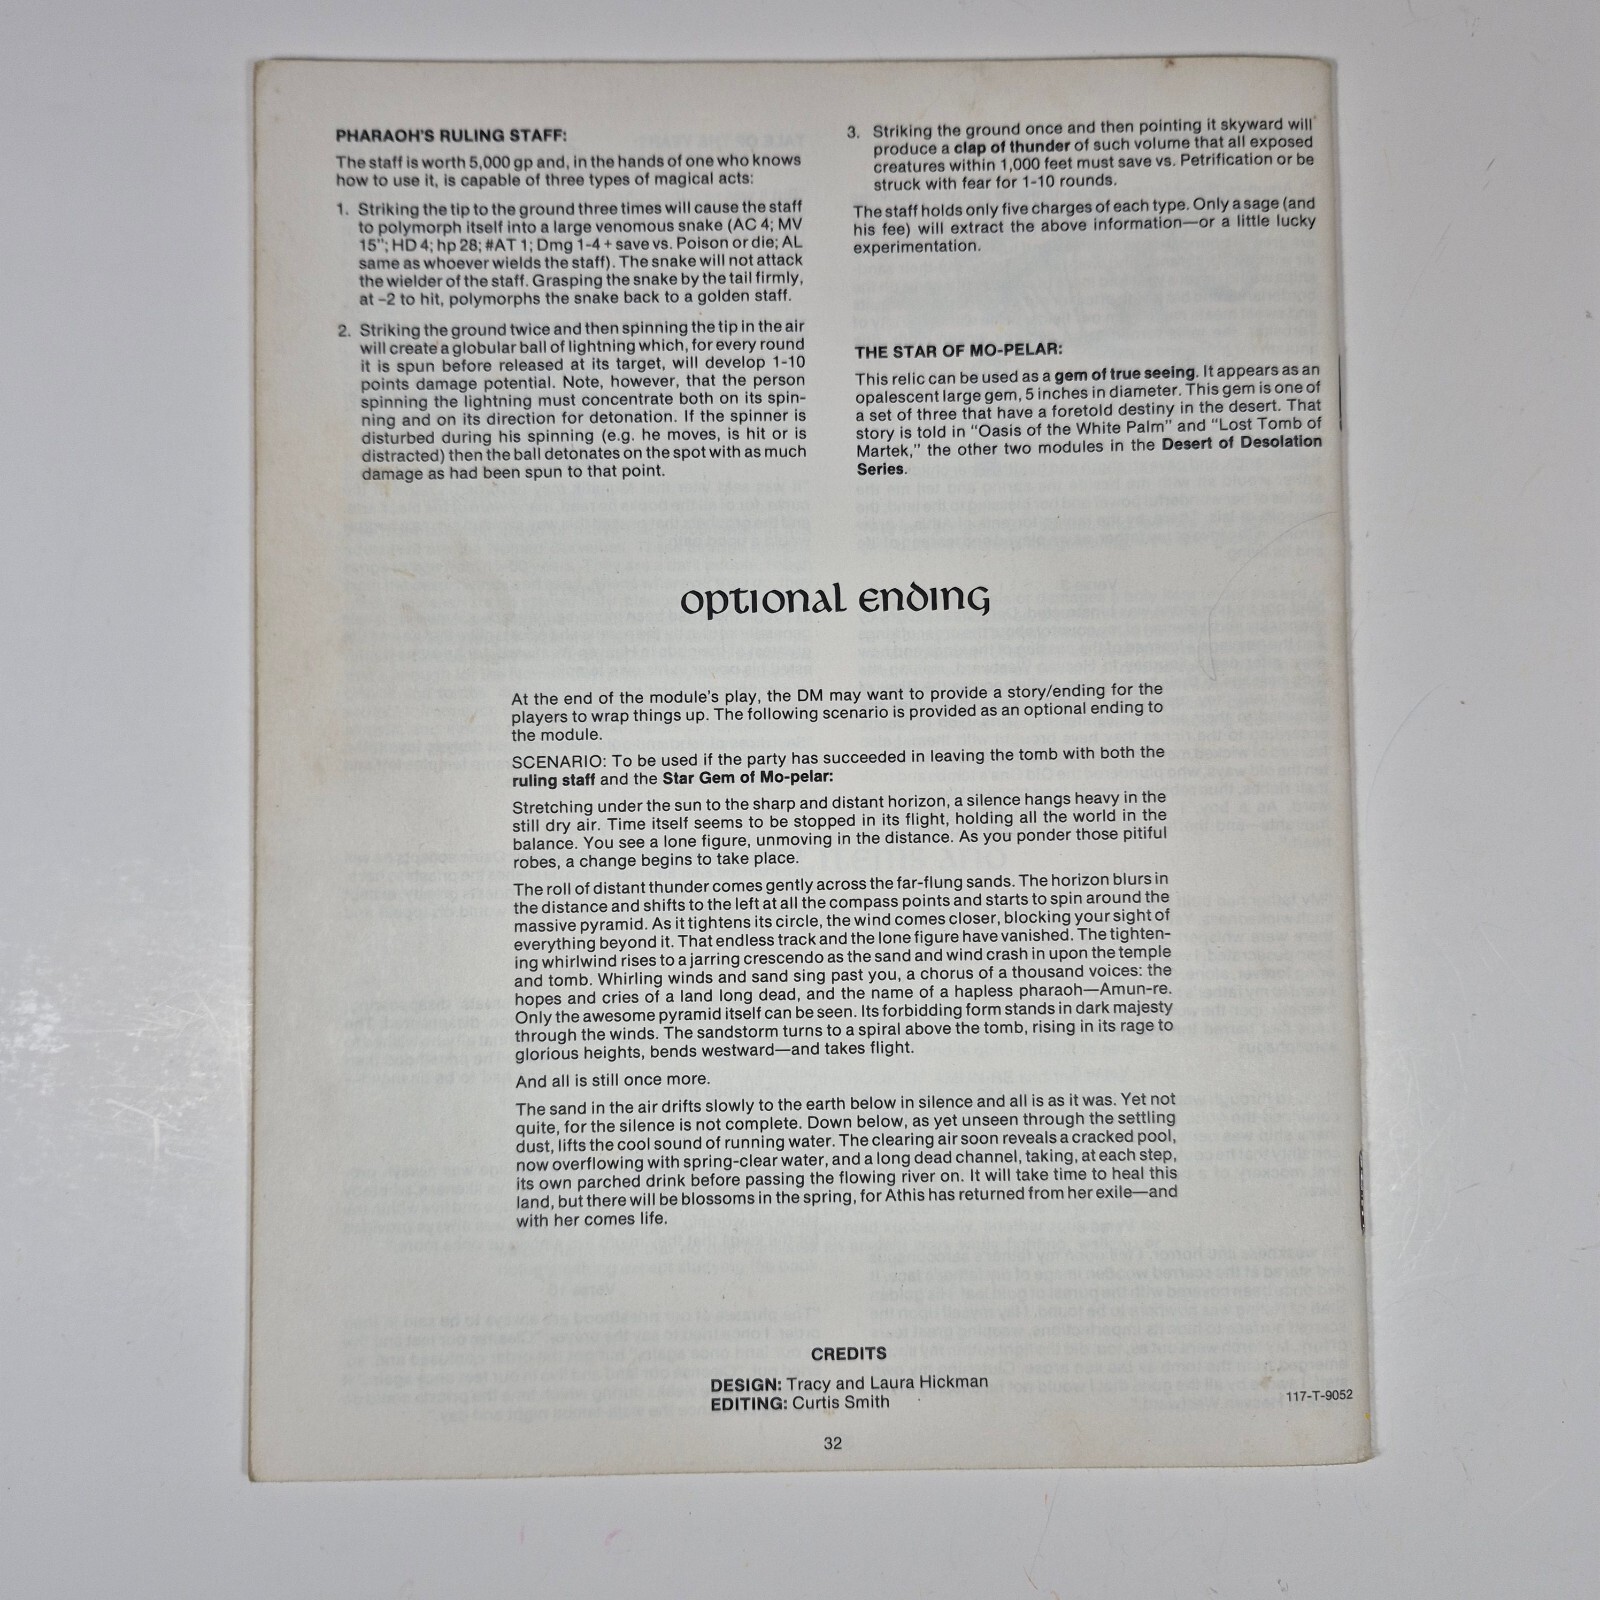 PHARAOH'S RULING STAFF:
The staff is worth 5,000 gp and, in the hands of one who knows
how to use it, is capable of three types of magical acts:
1. Striking the tip to the ground three times will cause the staff
to polymorph itself into a large venomous snake (AC 4; MV
15"; HD 4; hp 28; #AT 1; Dmg 1-4 + save vs. Poison or die; AL
same as whoever wields the staff). The snake will not attack
the wielder of the staff. Grasping the snake by the tail firmly,
at –2 to hit, polymorphs the snake back to a golden staff.
2. Striking the ground twice and then spinning the tip in the air
will create a globular ball of lightning which, for every round
it is spun before released at its target, will develop 1-10
points damage potential. Note, however, that the person
spinning the lightning must concentrate both on its spin-
ning and on its direction for detonation. If the spinner is
disturbed during his spinning (e.g. he moves, is hit or is
distracted) then the ball detonates on the spot with as much
damage as had been spun to that point.
3. Striking the ground once and then pointing it skyward will
produce a clap of thunder of such volume that all exposed
creatures within 1,000 feet must save vs. Petrification or be
struck with fear for 1-10 rounds.
The staff holds only five charges of each type. Only a sage (and
his fee) will extract the above information—or a little lucky
experimentation.
THE STAR OF MO-PELAR:
This relic can be used as a gem of true seeing. It appears as an
opalescent large gem, 5 inches in diameter. This gem is one of
a set of three that have a foretold destiny in the desert. That
story is told in "Oasis of the White Palm" and "Lost Tomb of
Martek," the other two modules in the Desert of Desolation
Series.
optional ending
At the end of the module's play, the DM may want to provide a story/ending for the
players to wrap things up. The following scenario is provided as an optional ending to
the module.
SCENARIO: To be used if the party has succeeded in leaving the tomb with both the
ruling staff and the Star Gem of Mo-pelar:
Stretching under the sun to the sharp and distant horizon, a silence hangs heavy in the
still dry air. Time itself seems to be stopped in its flight, holding all the world in the
balance. You see a lone figure, unmoving in the distance. As you ponder those pitiful
robes, a change begins to take place.
The roll of distant thunder comes gently across the far-flung sands. The horizon blurs in
the distance and shifts to the left at all the compass points and starts to spin around the
massive pyramid. As it tightens its circle, the wind comes closer, blocking your sight of
everything beyond it. That endless track and the lone figure have vanished. The tighten-
ing whirlwind rises to a jarring crescendo as the sand and wind crash in upon the temple
and tomb. Whirling winds and sand sing past you, a chorus of a thousand voices: the
hopes and cries of a land long dead, and the name of a hapless pharaoh—Amun-re.
Only the awesome pyramid itself can be seen. Its forbidding form stands in dark majesty
through the winds. The sandstorm turns to a spiral above the tomb, rising in its rage to
glorious heights, bends westward—and takes flight.
And all is still once more.
The sand in the air drifts slowly to the earth below in silence and all is as it was. Yet not
quite, for the silence is not complete. Down below, as yet unseen through the settling
dust, lifts the cool sound of running water. The clearing air soon reveals a cracked pool,
now overflowing with spring-clear water, and a long dead channel, taking, at each step,
its own parched drink before passing the flowing river on. It will take time to heal this
land, but there will be blossoms in the spring, for Athis has returned from her exile—and
with her comes life.
CREDITS
DESIGN: Tracy and Laura Hickman
EDITING: Curtis Smith
117-T-9052
32